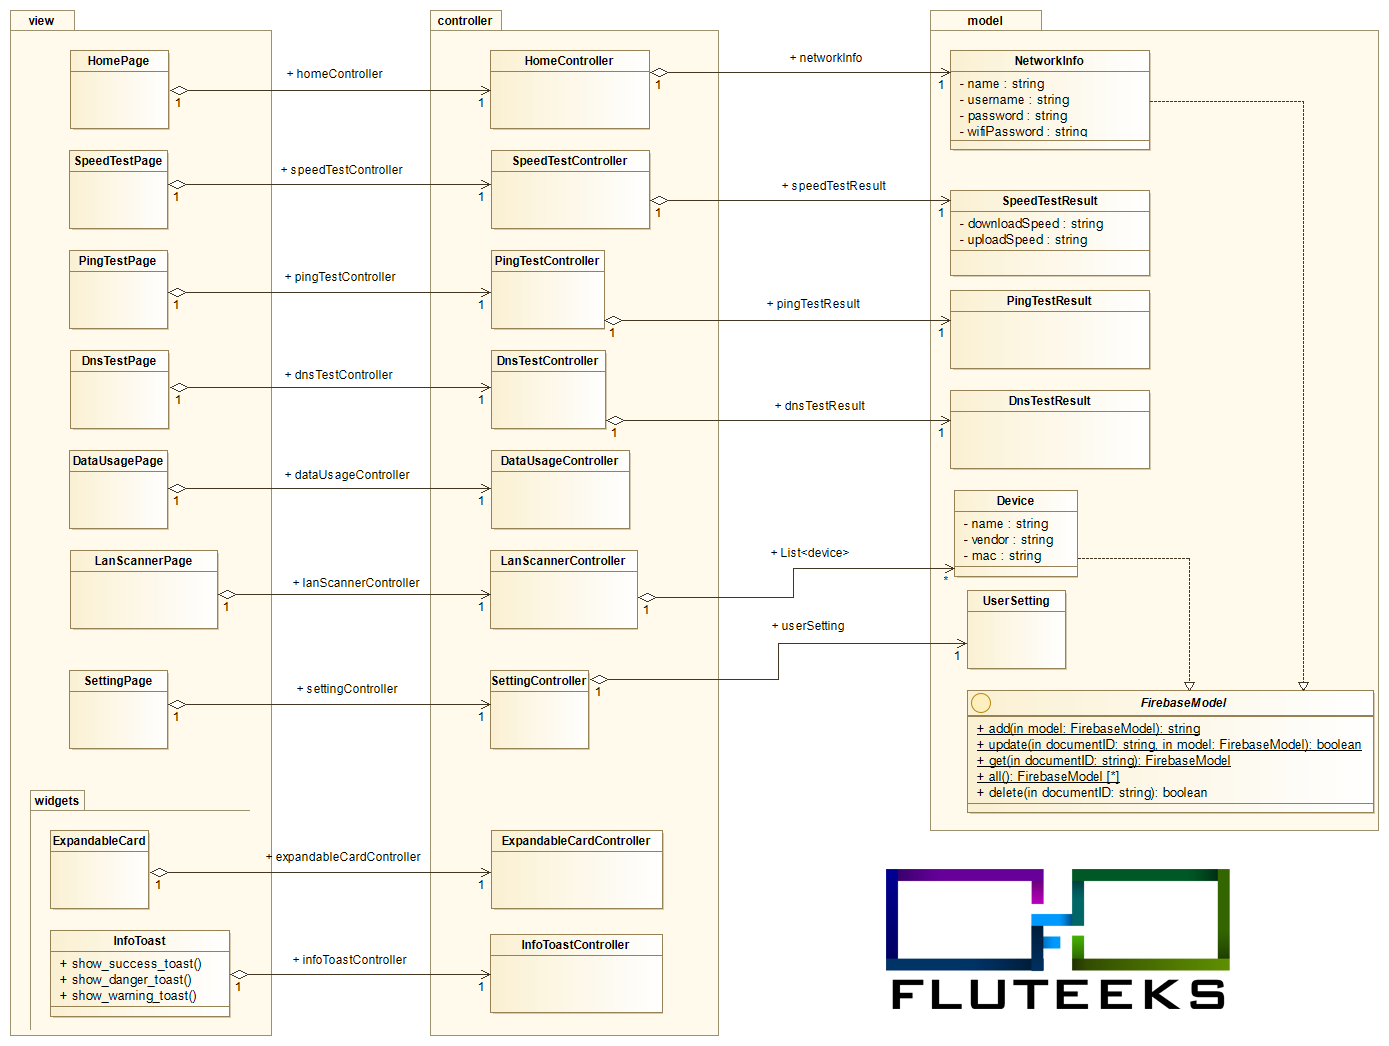 view
controller
model
HomePage
+ homeController
1
1
HomeController
1
+ networkInfo
1
NetworkInfo
- name : string
- username : string
- password : string
- wifiPassword : string
SpeedTestPage
+ speedTestController
1
1
SpeedTestController
1
+ speedTestResult
1
SpeedTestResult
- downloadSpeed : string
- uploadSpeed : string
PingTestPage
+ pingTestController
1
1
PingTestController
1
+ pingTestResult
1
PingTestResult
DnsTestPage
+ dnsTestController
1
1
DnsTestController
1
+ dnsTestResult
1
DnsTestResult
DataUsagePage
+ dataUsageController
1
1
DataUsageController
Device
- name : string
- vendor : string
- mac : string
LanScannerPage
+ lanScannerController
1
1
LanScannerController
1
+ List<device>
*
UserSetting
+ userSetting
1
SettingPage
+ settingController
1
1
SettingController
1
FirebaseModel
+ add(in model: FirebaseModel): string
+ update(in documentID: string, in model: FirebaseModel): boolean
+ get(in documentID: string): FirebaseModel
+ all(): FirebaseModel [*]
+ delete(in documentID: string): boolean
widgets
ExpandableCard
+ expandableCardController
1
1
ExpandableCardController
InfoToast
+ show_success_toast()
+ show_danger_toast()
+ show_warning_toast()
+ infoToastController
1
1
InfoToastController
FLUTEEKS